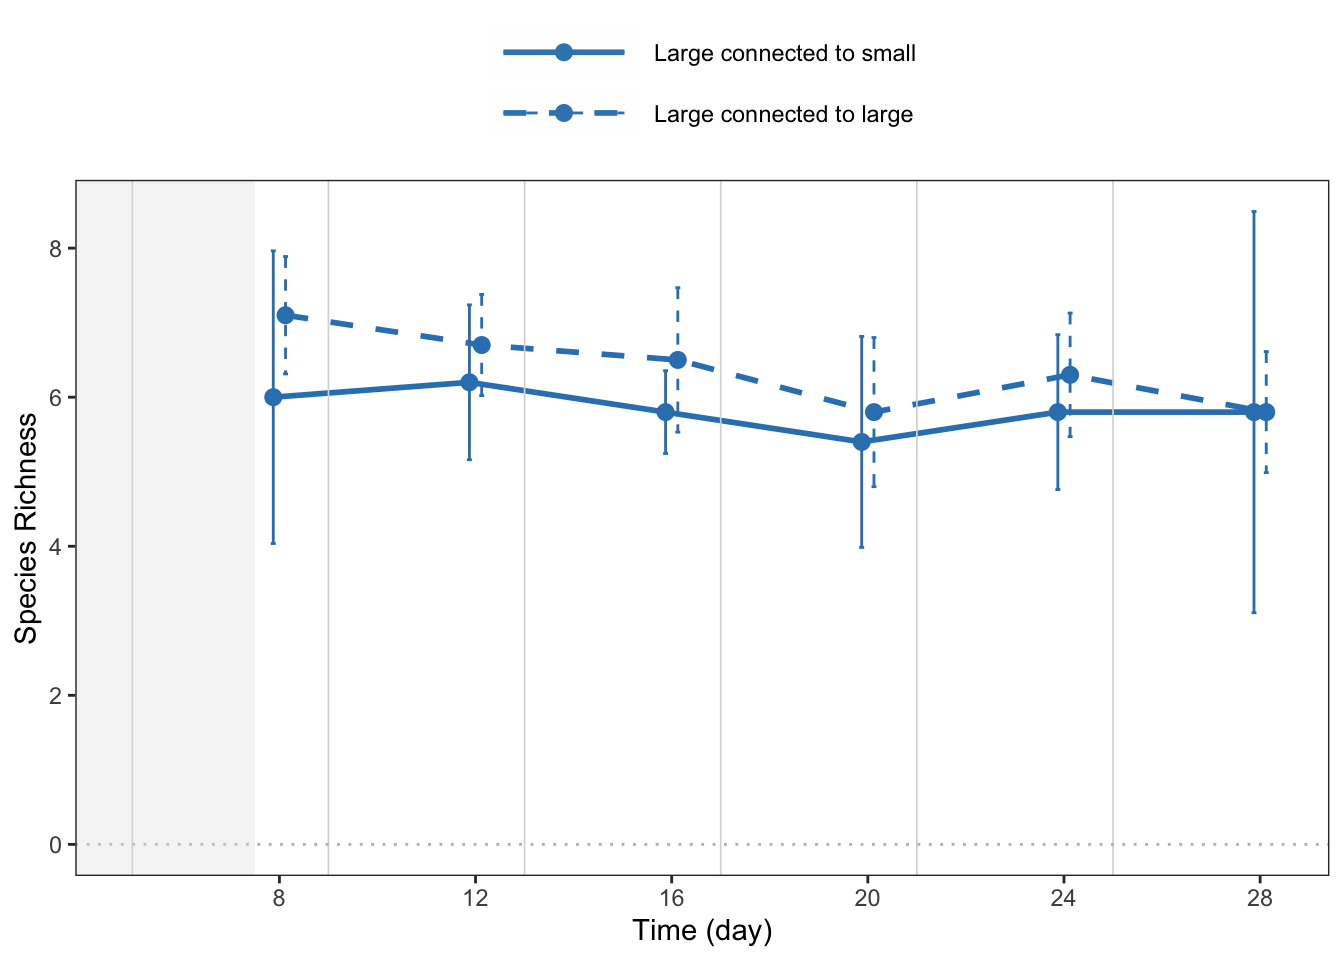 Large connected to small
Large connected to large
Species Richness
8
6
4
2
0
8 12 16 20 24 28
Time (day)